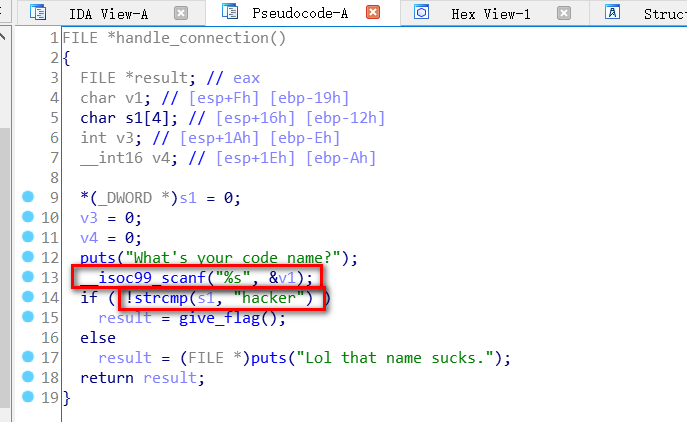 IDA View-A Pseudocode-A Hex View-1 Struct
1 FILE *handle_connection()
2 {
3 FILE *result; // eax
4 char v1; // [esp+Fh] [ebp-19h]
5 char s1[4]; // [esp+16h] [ebp-12h]
6 int v3; // [esp+1Ah] [ebp-Eh]
7 __int16 v4; // [esp+1Eh] [ebp-Ah]
8
9 *(_DWORD *)s1 = 0;
10 v3 = 0;
11 v4 = 0;
12 puts("What's your code name?");
13 __isoc99_scanf("%s", &v1);
14 if ( !strcmp(s1, "hacker") )
15 result = give_flag();
16 else
17 result = (FILE *)puts("Lol that name sucks.");
18 return result;
19 }